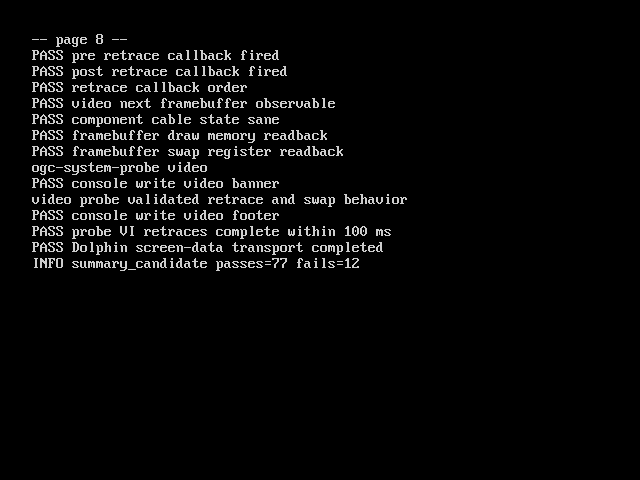 -- page 8 --
PASS pre retrace callback fired
PASS post retrace callback fired
PASS retrace callback order
PASS video next framebuffer observable
PASS component cable state sane
PASS framebuffer draw memory readback
PASS framebuffer swap register readback
ogc-system-probe video
PASS console write video banner
video probe validated retrace and swap behavior
PASS console write video footer
PASS probe VI retraces complete within 100 ms
PASS Dolphin screen-data transport completed
INFO summary_candidate passes=77 fails=12